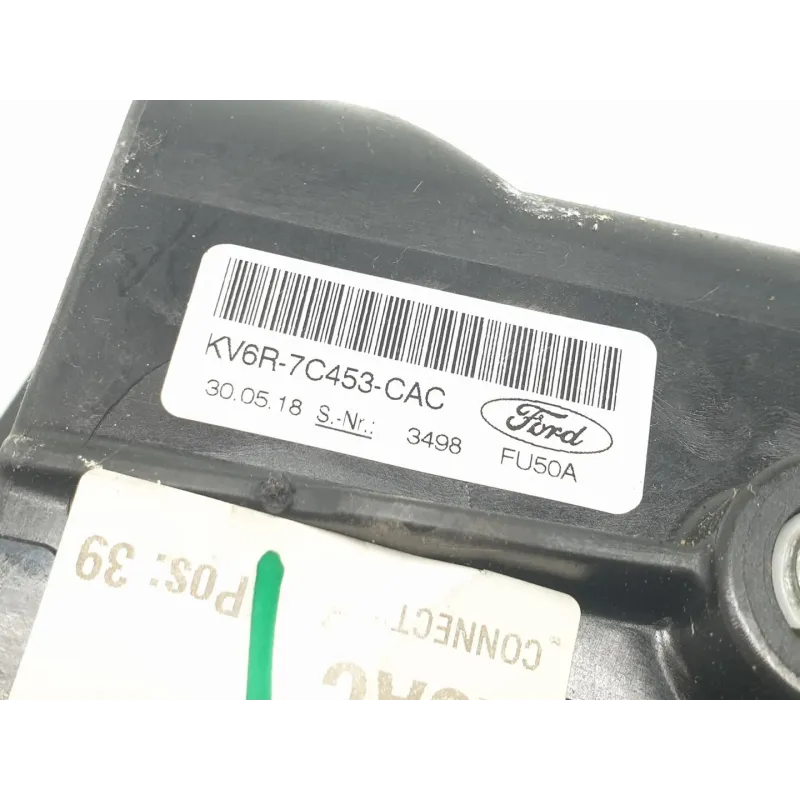 KV6R-7C453-CAC
30.05.18 S.-Nr.: 3498
Ford
FU50A
Pos: 39
CONNECT